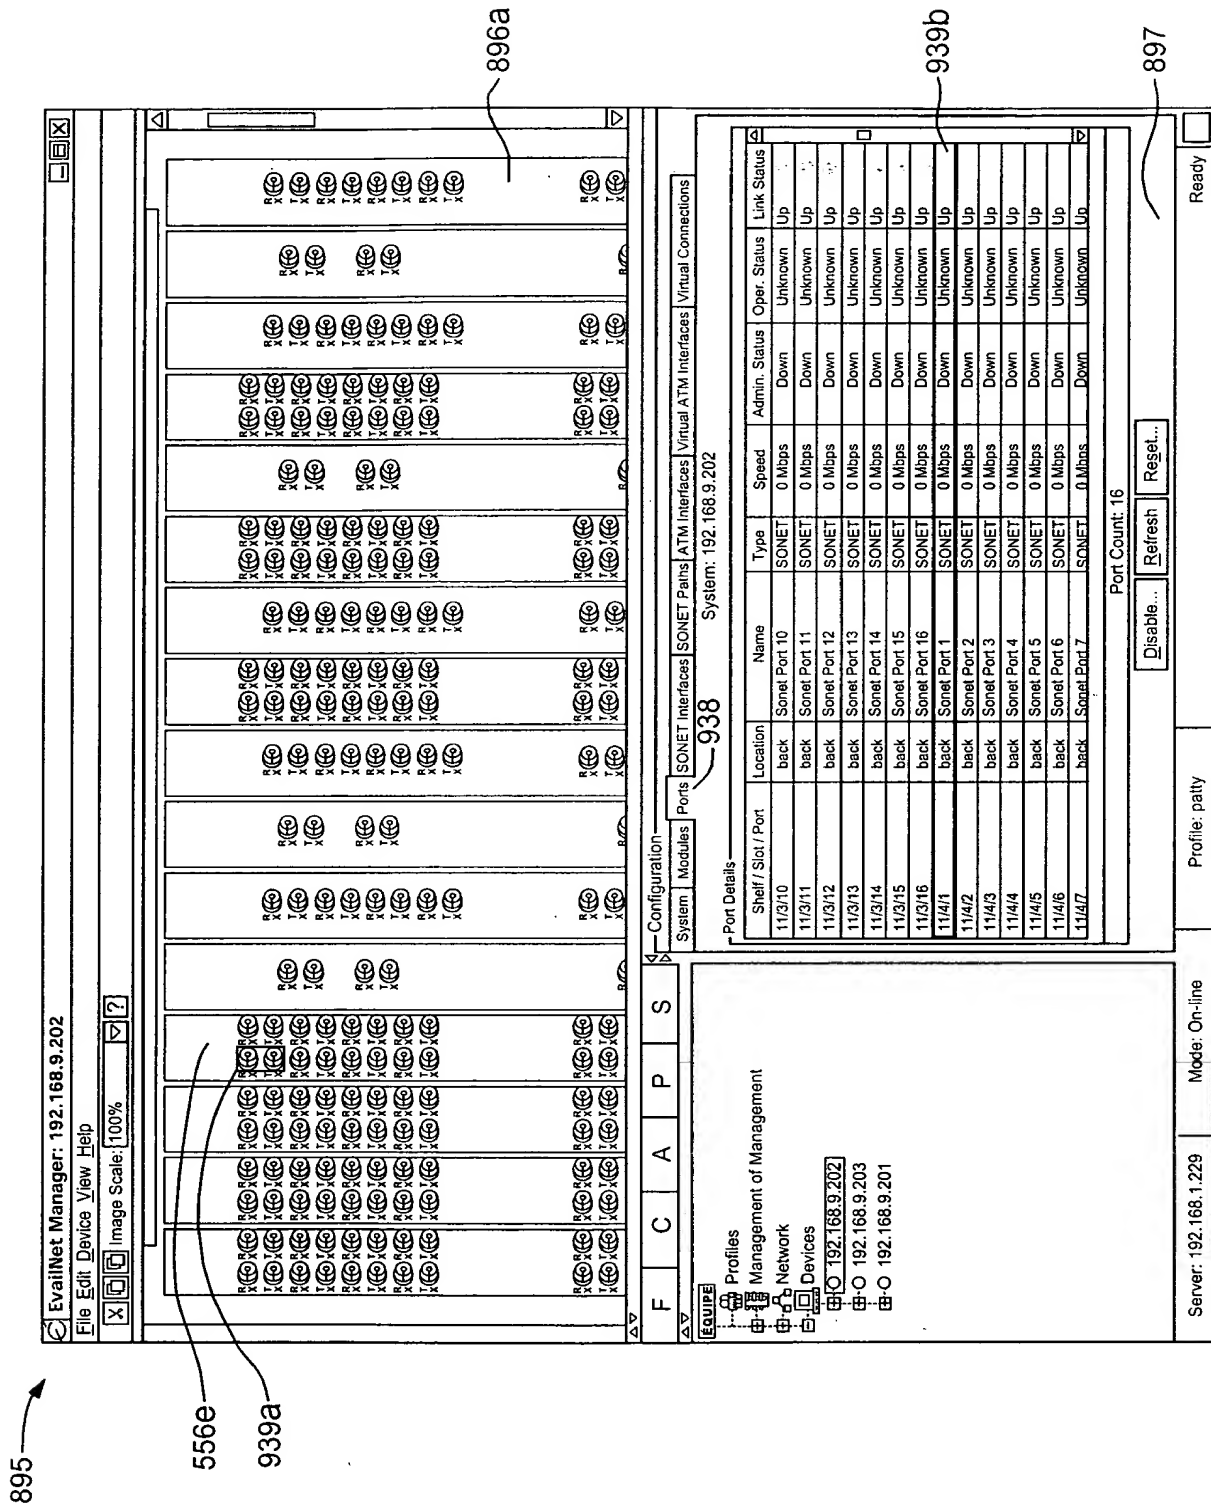 895
EvailNet Manager: 192.168.9.202
File Edit Device View Help
Image Scale: 100% ?
556e
939a
896a
F C A P S
EQUIPE
Profiles
Management of Management
Network
Devices
192.168.9.202
192.168.9.203
192.168.9.201
Configuration
System Modules Ports SONET Interfaces SONET Paths ATM Interfaces Virtual ATM Interfaces Virtual Connections
938
System: 192.168.9.202
Port Details
Shelf / Slot / Port Location Name Type Speed Admin. Status Oper. Status Link Status
11/3/10 back Sonet Port 10 SONET 0 Mbps Down Unknown Up
11/3/11 back Sonet Port 11 SONET 0 Mbps Down Unknown Up
11/3/12 back Sonet Port 12 SONET 0 Mbps Down Unknown Up
11/3/13 back Sonet Port 13 SONET 0 Mbps Down Unknown Up
11/3/14 back Sonet Port 14 SONET 0 Mbps Down Unknown Up
11/3/15 back Sonet Port 15 SONET 0 Mbps Down Unknown Up
11/3/16 back Sonet Port 16 SONET 0 Mbps Down Unknown Up
11/4/1 back Sonet Port 1 SONET 0 Mbps Down Unknown Up
11/4/2 back Sonet Port 2 SONET 0 Mbps Down Unknown Up
11/4/3 back Sonet Port 3 SONET 0 Mbps Down Unknown Up
11/4/4 back Sonet Port 4 SONET 0 Mbps Down Unknown Up
11/4/5 back Sonet Port 5 SONET 0 Mbps Down Unknown Up
11/4/6 back Sonet Port 6 SONET 0 Mbps Down Unknown Up
11/4/7 back Sonet Port 7 SONET 0 Mbps Down Unknown Up
939b
Port Count: 16
Disable... Refresh Reset...
897
Server: 192.168.1.229 Mode: On-line Profile: patty Ready